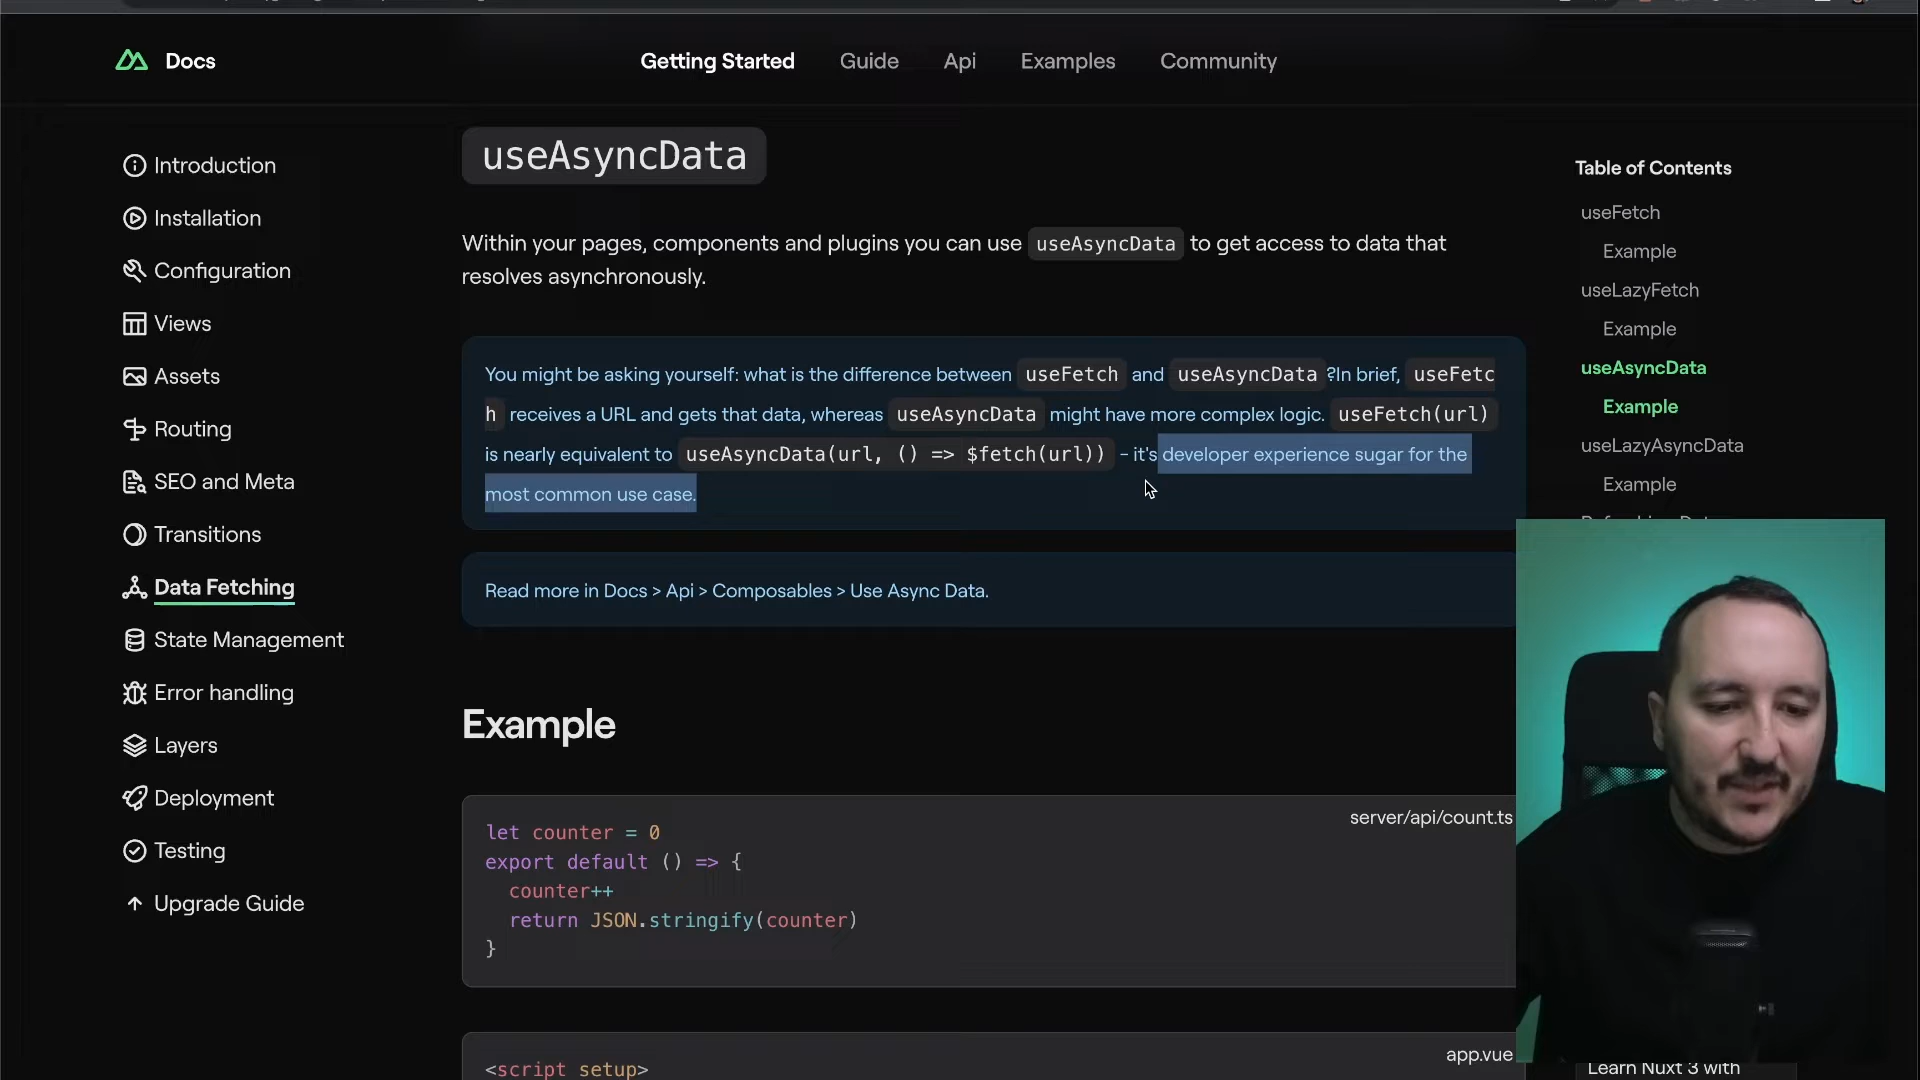 Docs
Getting Started
Guide
Api
Examples
Community
Introduction
Installation
Configuration
Views
Assets
Routing
SEO and Meta
Transitions
Data Fetching
State Management
Error handling
Layers
Deployment
Testing
Upgrade Guide
useAsyncData
Within your pages, components and plugins you can use useAsyncData to get access to data that
resolves asynchronously.
You might be asking yourself: what is the difference between useFetch and useAsyncData ?In brief, useFetc
h receives a URL and gets that data, whereas useAsyncData might have more complex logic. useFetch(url)
is nearly equivalent to useAsyncData(url, () => $fetch(url)) - it's developer experience sugar for the
most common use case.
Read more in Docs > Api > Composables > Use Async Data.
Example
server/api/count.ts
let counter = 0
export default () => {
counter++
return JSON.stringify(counter)
}
app.vue
<script setup>
Table of Contents
useFetch
Example
useLazyFetch
Example
useAsyncData
Example
useLazyAsyncData
Example
Learn Nuxt 3 with